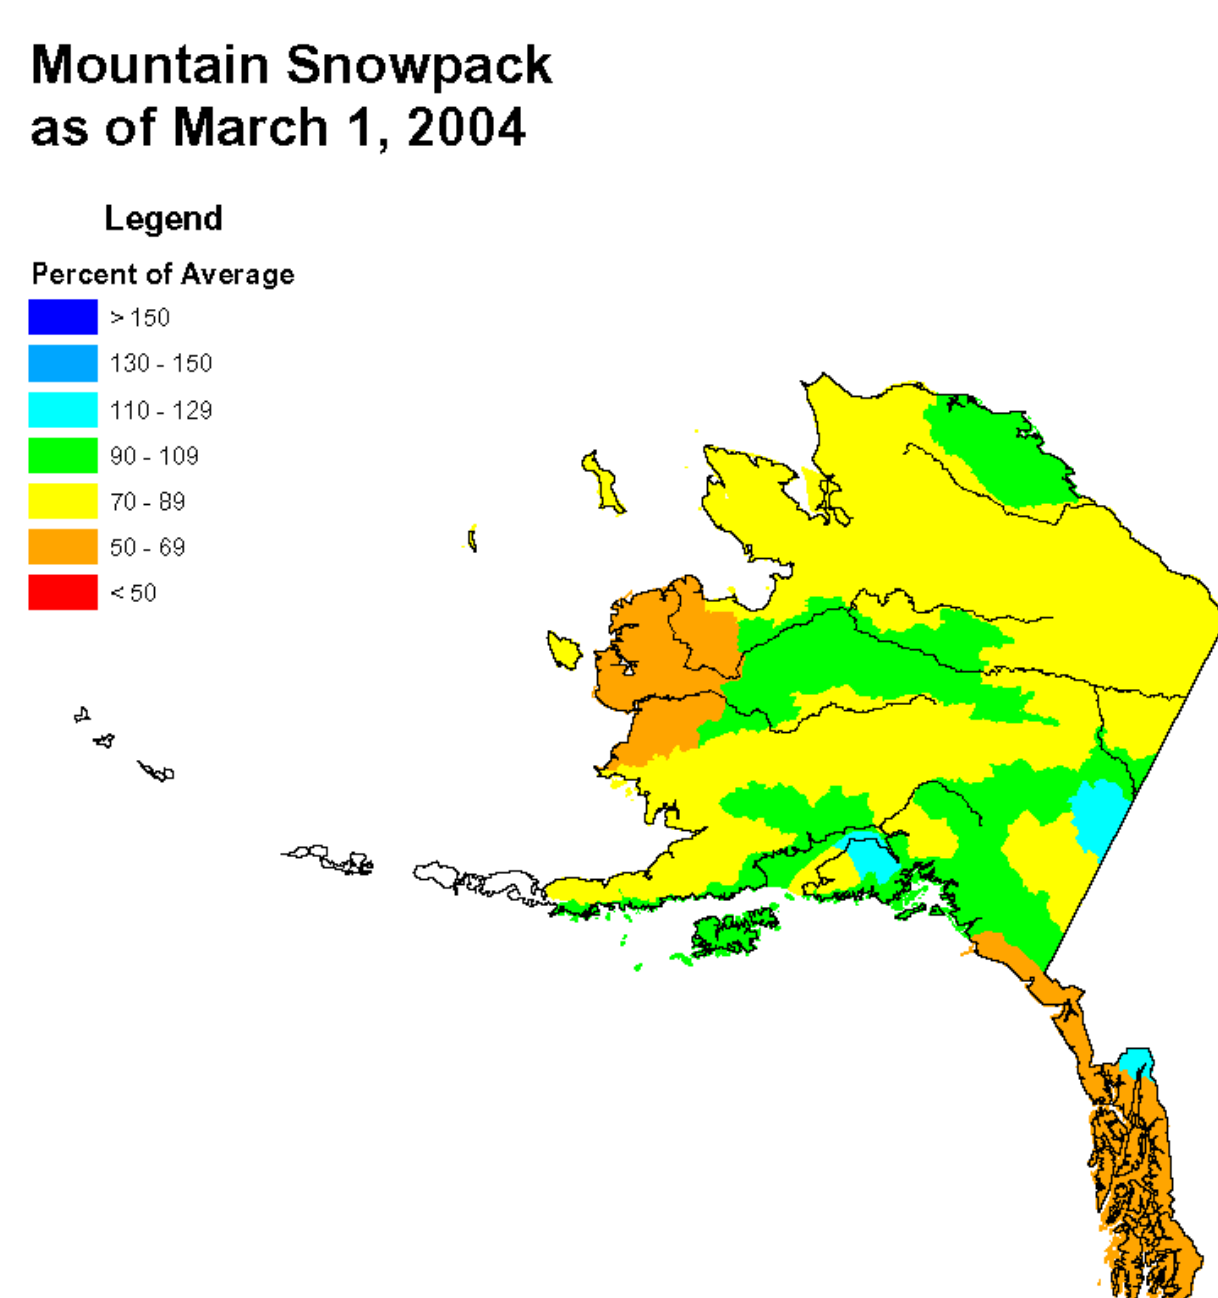 Mountain Snowpack
as of March 1, 2004
Legend
Percent of Average
> 150
130 - 150
110 - 129
90 - 109
70 - 89
50 - 69
< 50